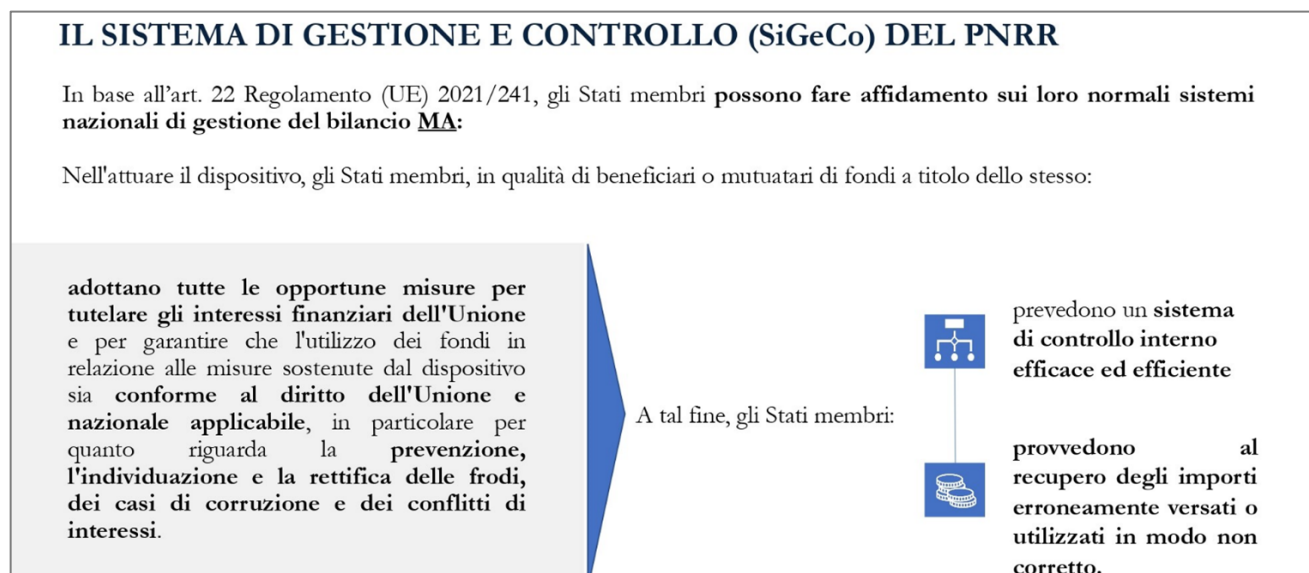 IL SISTEMA DI GESTIONE E CONTROLLO (SiGeCo) DEL PNRR
In base all'art. 22 Regolamento (UE) 2021/241, gli Stati membri possono fare affidamento sui loro normali sistemi
nazionali di gestione del bilancio MA:
Nell'attuare il dispositivo, gli Stati membri, in qualità di beneficiari o mutuatari di fondi a titolo dello stesso:
adottano tutte le opportune misure per
tutelare gli interessi finanziari dell'Unione
e per garantire che l'utilizzo dei fondi in
relazione alle misure sostenute dal dispositivo
sia conforme al diritto dell'Unione e
nazionale applicabile, in particolare per
quanto riguarda la prevenzione,
l'individuazione e la rettifica delle frodi,
dei casi di corruzione e dei conflitti di
interessi.
A tal fine, gli Stati membri:
prevedono un sistema
di controllo interno
efficace ed efficiente
provvedono al
recupero degli importi
erroneamente versati o
utilizzati in modo non
corretto.